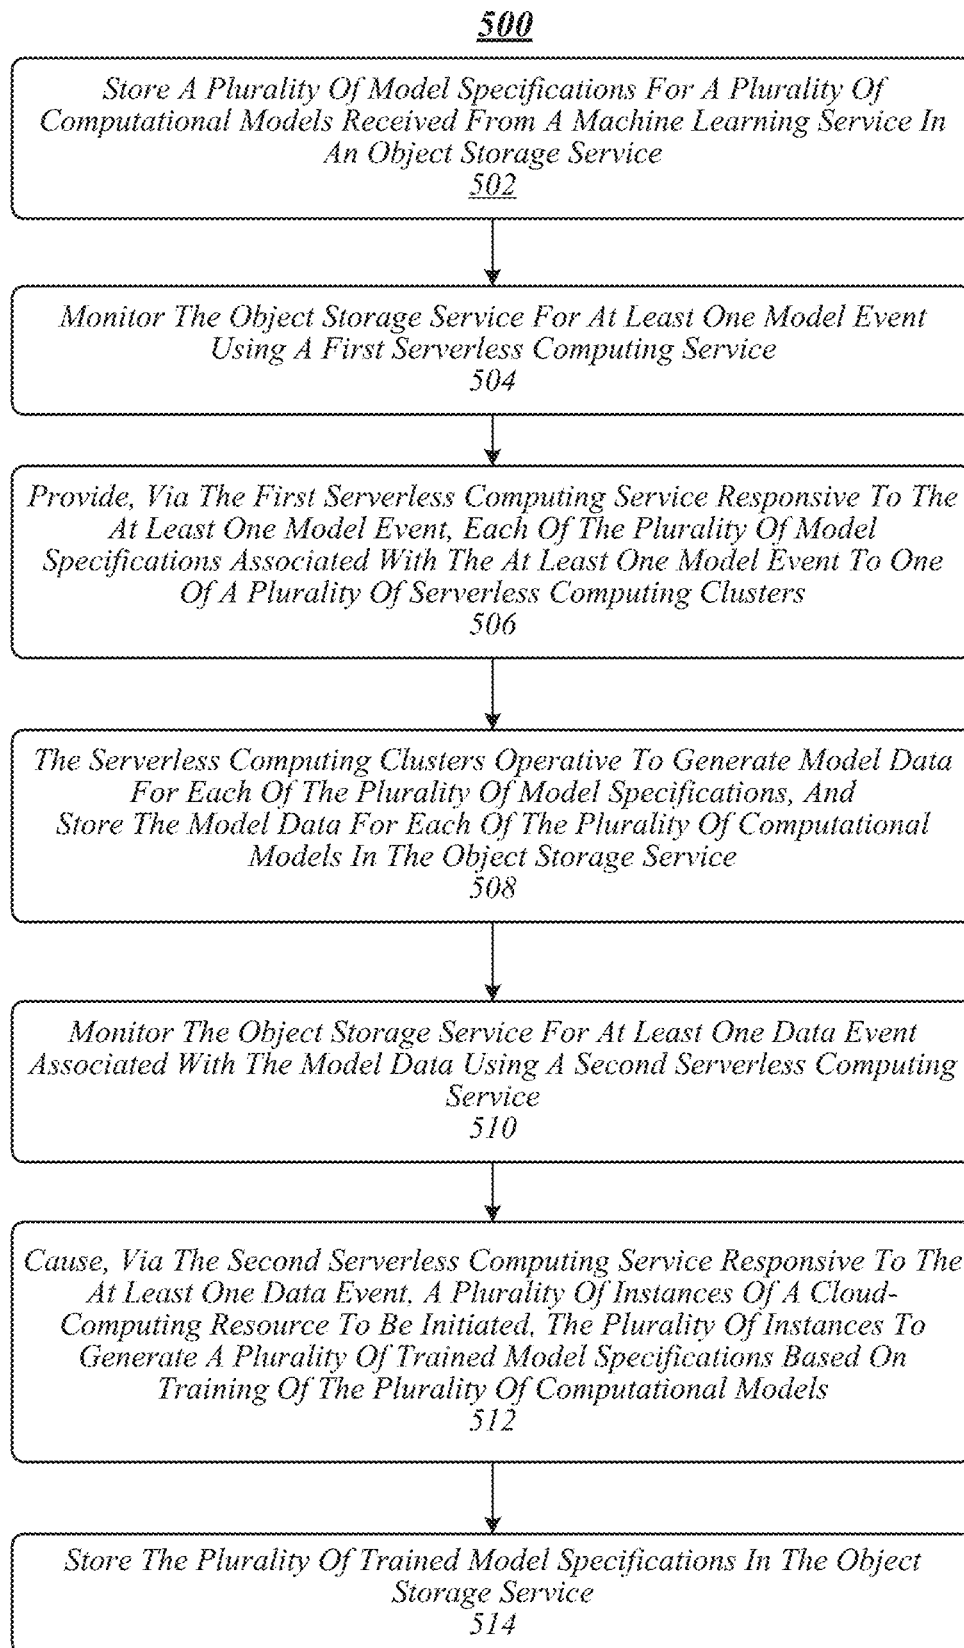 500
Store A Plurality Of Model Specifications For A Plurality Of
Computational Models Received From A Machine Learning Service In
An Object Storage Service
502
Monitor The Object Storage Service For At Least One Model Event
Using A First Serverless Computing Service
504
Provide, Via The First Serverless Computing Service Responsive To The
At Least One Model Event, Each Of The Plurality Of Model
Specifications Associated With The At Least One Model Event To One
Of A Plurality Of Serverless Computing Clusters
506
The Serverless Computing Clusters Operative To Generate Model Data
For Each Of The Plurality Of Model Specifications, And
Store The Model Data For Each Of The Plurality Of Computational
Models In The Object Storage Service
508
Monitor The Object Storage Service For At Least One Data Event
Associated With The Model Data Using A Second Serverless Computing
Service
510
Cause, Via The Second Serverless Computing Service Responsive To The
At Least One Data Event, A Plurality Of Instances Of A Cloud-
Computing Resource To Be Initiated, The Plurality Of Instances To
Generate A Plurality Of Trained Model Specifications Based On
Training Of The Plurality Of Computational Models
512
Store The Plurality Of Trained Model Specifications In The Object
Storage Service
514